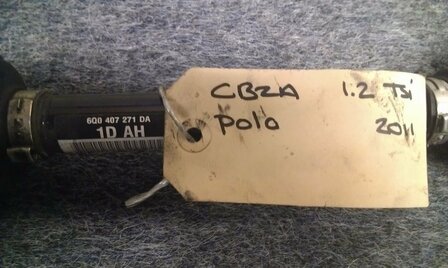 6Q0 407 271 DA
1D AH
CBZA 1.2 TSi
Polo 2011